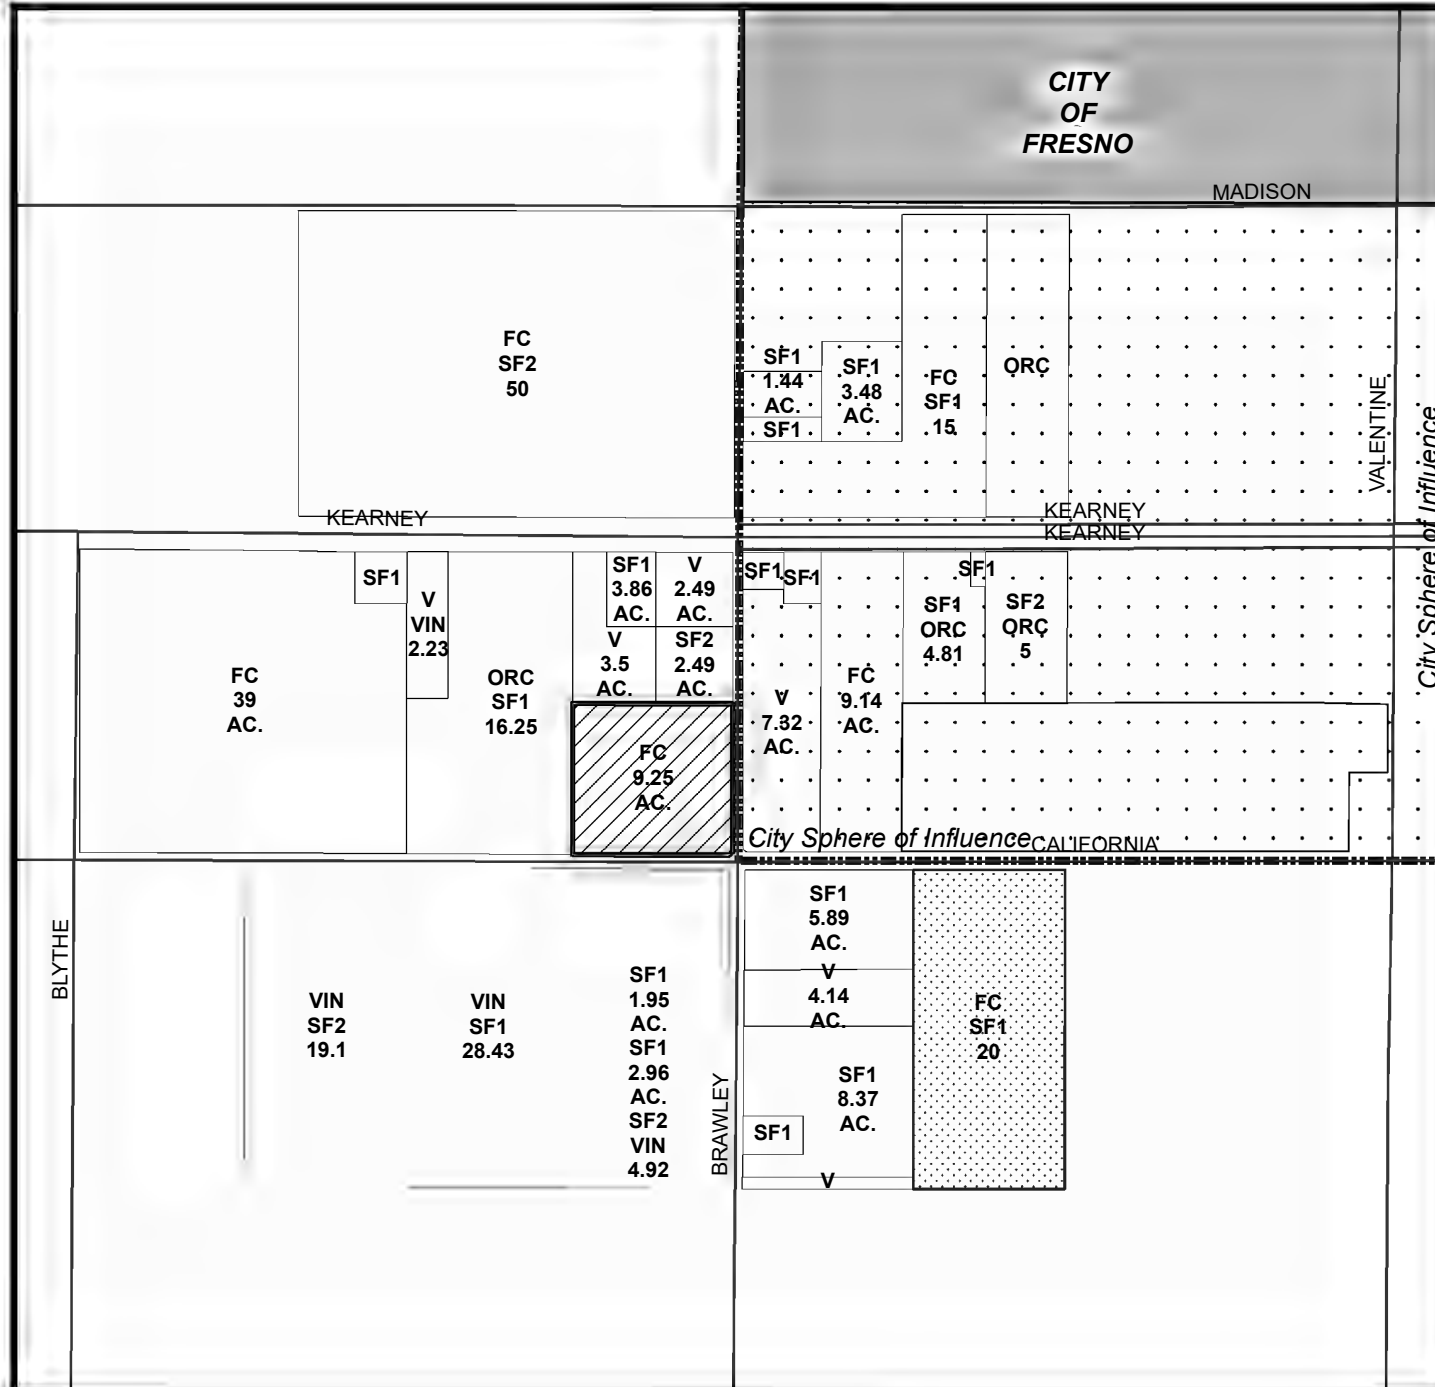 CITY
OF
FRESNO
MADISON
FC
SF2
50
SF1
1.44
AC.
SF1
SF1
3.48
AC.
FC
SF1
15
ORC
VALENTINE
City Sphere of Influence
KEARNEY
KEARNEY
KEARNEY
FC
39
AC.
SF1
V
VIN
2.23
ORC
SF1
16.25
SF1
3.86
AC.
V
2.49
AC.
V
3.5
AC.
SF2
2.49
AC.
FC
9.25
AC.
SF1
SF1
V
7.32
AC.
FC
9.14
AC.
SF1
ORC
4.81
SF1
SF2
ORC
5
City Sphere of Influence
CALIFORNIA
BLYTHE
VIN
SF2
19.1
VIN
SF1
28.43
SF1
1.95
AC.
SF1
2.96
AC.
SF2
VIN
4.92
BRAWLEY
SF1
5.89
AC.
V
4.14
AC.
SF1
8.37
AC.
SF1
V
FC
SF1
20